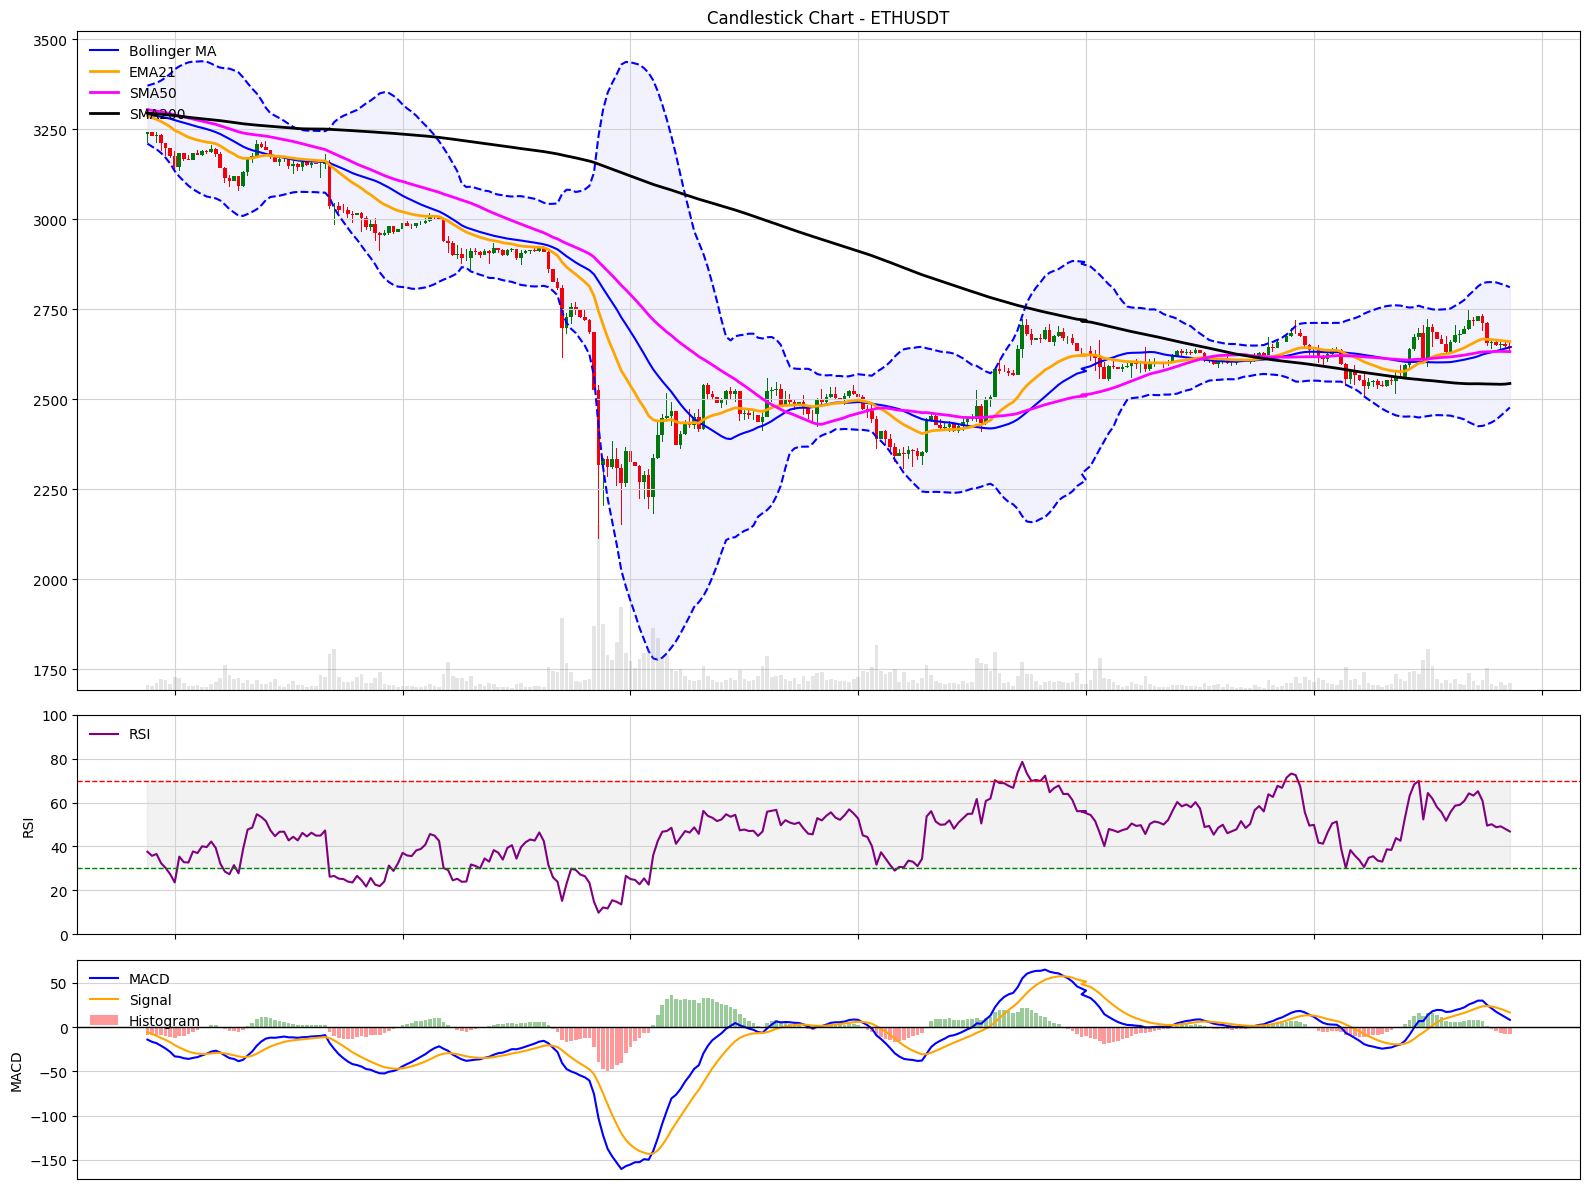 Candlestick Chart - ETHUSDT
3500
3250
3000
2750
2500
2250
2000
1750
Bollinger MA
EMA21
SMA50
SMA200
100
80
60
40
20
0
RSI
RSI
50
0
−50
−100
−150
MACD
MACD
Signal
Histogram